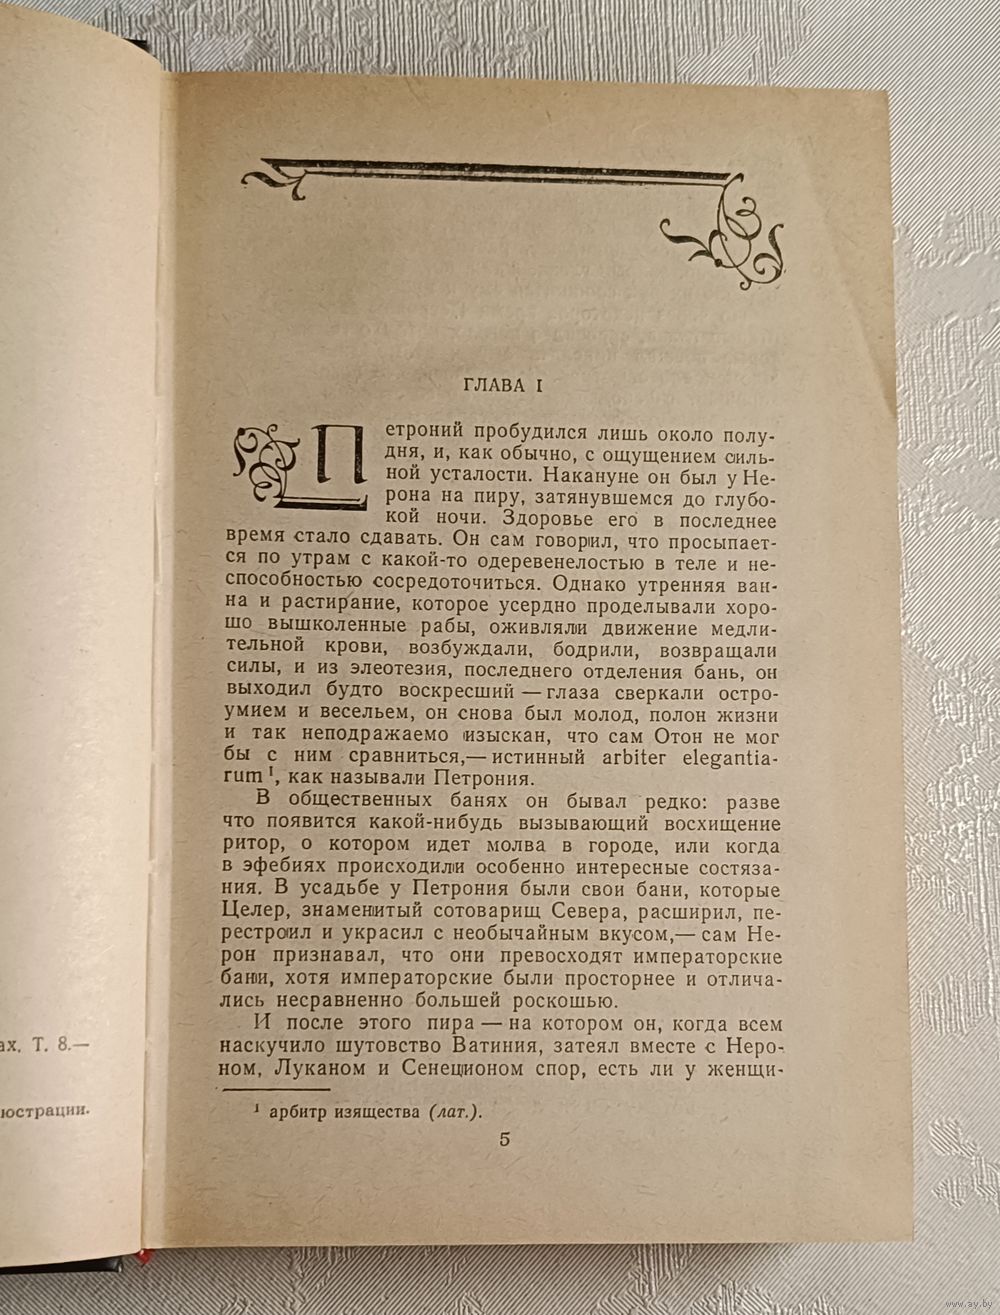 ГЛАВА I
Петроний пробудился лишь около полу-
дня, и, как обычно, с ощущением силь-
ной усталости. Накануне он был у Не-
рона на пиру, затянувшемся до глубо-
кой ночи. Здоровье его в последнее
время стало сдавать. Он сам говорил, что просыпает-
ся по утрам с какой-то одеревенелостью в теле и не-
способностью сосредоточиться. Однако утренняя ван-
на и растирание, которое усердно проделывали хоро-
шо вышколенные рабы, оживляли движение медли-
тельной крови, возбуждали, бодрили, возвращали
силы, и из элеотезия, последнего отделения бань, он
выходил будто воскресший — глаза сверкали остро-
умием и весельем, он снова был молод, полон жизни
и так неподражаемо изыскан, что сам Отон не мог
бы с ним сравниться,— истинный arbiter elegantia-
rum¹, как называли Петрония.
В общественных банях он бывал редко: разве
что появится какой-нибудь вызывающий восхищение
ритор, о котором идет молва в городе, или когда
в эфебиях происходили особенно интересные состяза-
ния. В усадьбе у Петрония были свои бани, которые
Целер, знаменитый сотоварищ Севера, расширил, пе-
рестроил и украсил с необычайным вкусом,— сам Не-
рон признавал, что они превосходят императорские
бани, хотя императорские были просторнее и отлича-
лись несравненно большей роскошью.
И после этого пира — на котором он, когда всем
наскучило шутовство Ватиния, затеял вместе с Неро-
ном, Луканом и Сенеционом спор, есть ли у женщи-
¹ арбитр изящества (лат.).
5
ах. Т. 8.—
юстрации.
www.ay.by